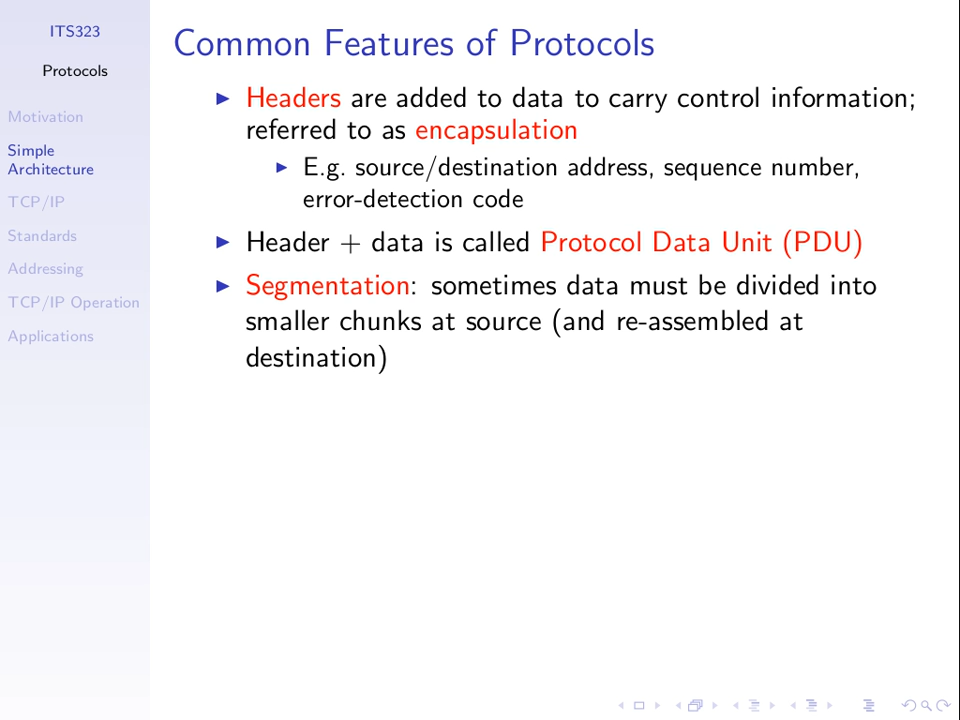 ITS323
Protocols
Motivation
Simple
Architecture
TCP/IP
Standards
Addressing
TCP/IP Operation
Applications
Common Features of Protocols
Headers are added to data to carry control information;
referred to as encapsulation
E.g. source/destination address, sequence number,
error-detection code
Header + data is called Protocol Data Unit (PDU)
Segmentation: sometimes data must be divided into
smaller chunks at source (and re-assembled at
destination)